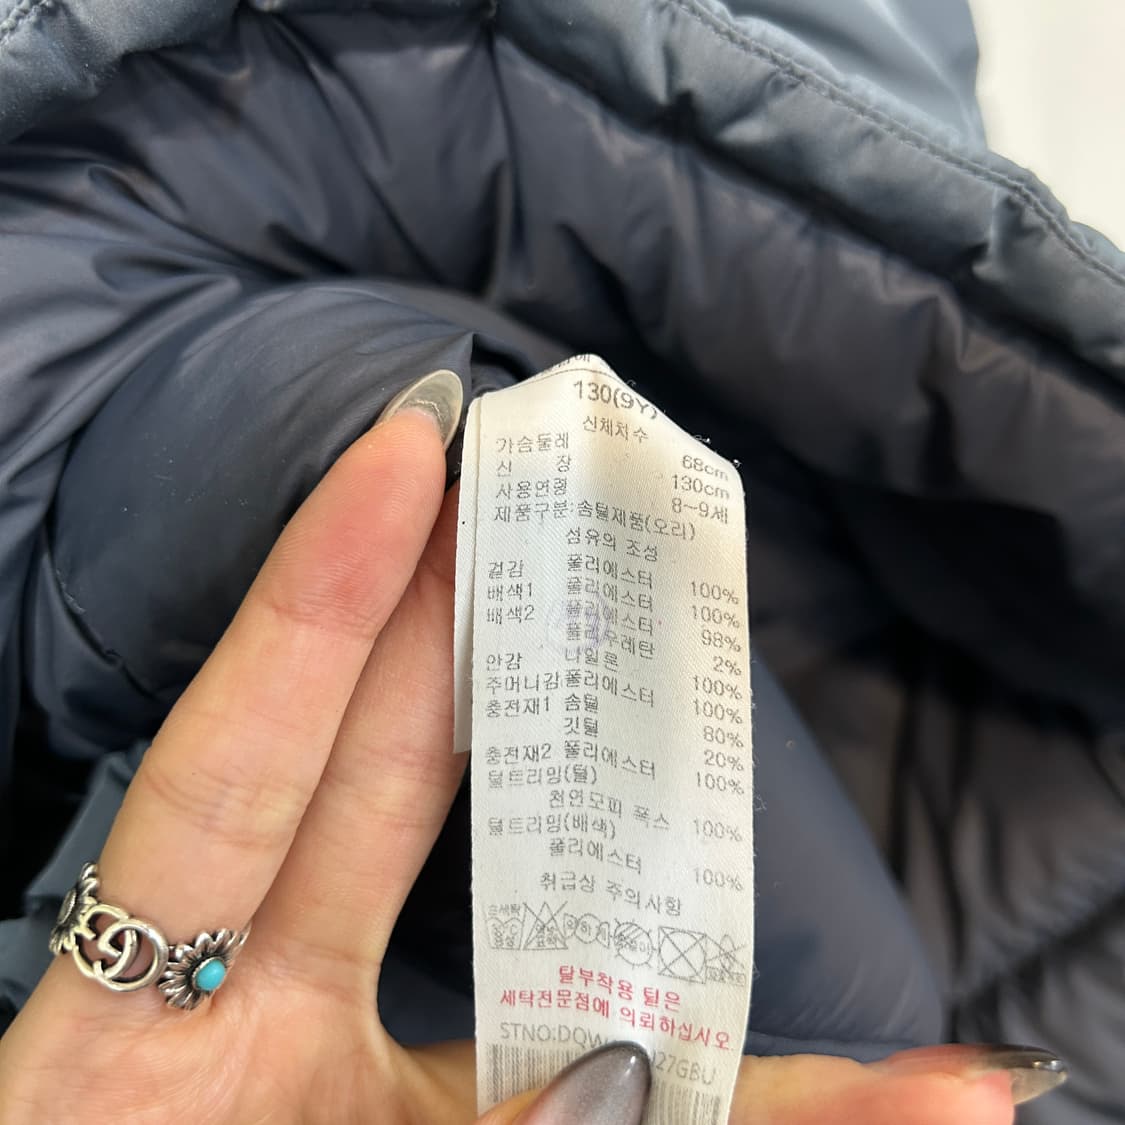 130(9Y)
신체치수
가슴둘레 68cm
신 장 130cm
사용연령 8~9세
제품구분:솜털제품(오리)
섬유의 조성
겉감 폴리에스터 100%
배색1 폴리에스터 100%
배색2 폴리에스터 98%
폴리우레탄 2%
안감 나일론 100%
주머니감 폴리에스터 100%
충전재1 솜털 80%
깃털 20%
충전재2 폴리에스터 100%
털트리밍(털)
천연모피 폭스 100%
털트리밍(배색)
폴리에스터 100%
취급상 주의사항
탈부착용 털은
세탁전문점에 의뢰하십시오
STNO:DQW 27GBU